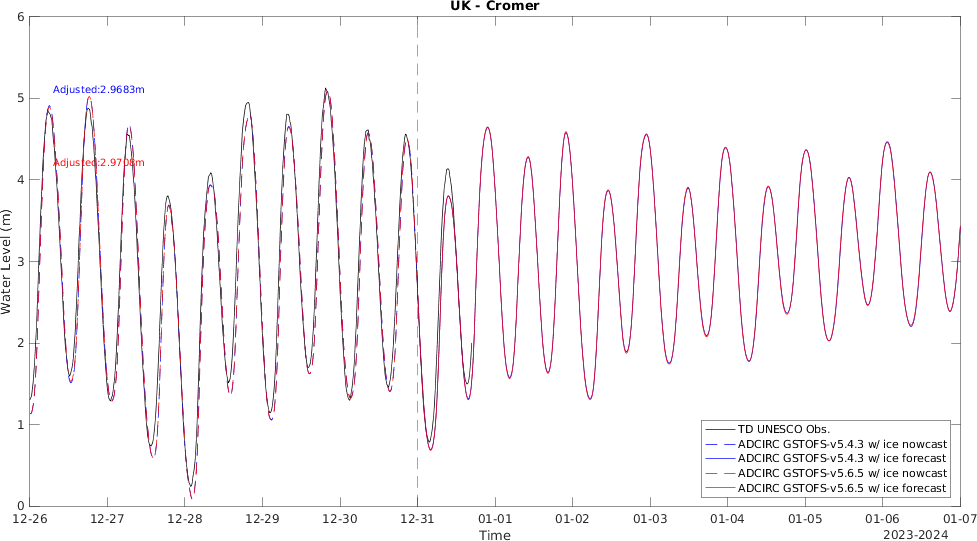 UK - Cromer
6
5
4
3
2
1
0
Water Level (m)
Adjusted:2.9683m
Adjusted:2.9708m
TD UNESCO Obs.
ADCIRC GSTOFS-v5.4.3 w/ ice nowcast
ADCIRC GSTOFS-v5.4.3 w/ ice forecast
ADCIRC GSTOFS-v5.6.5 w/ ice nowcast
ADCIRC GSTOFS-v5.6.5 w/ ice forecast
12-26 12-27 12-28 12-29 12-30 12-31 01-01 01-02 01-03 01-04 01-05 01-06 01-07
Time
2023-2024